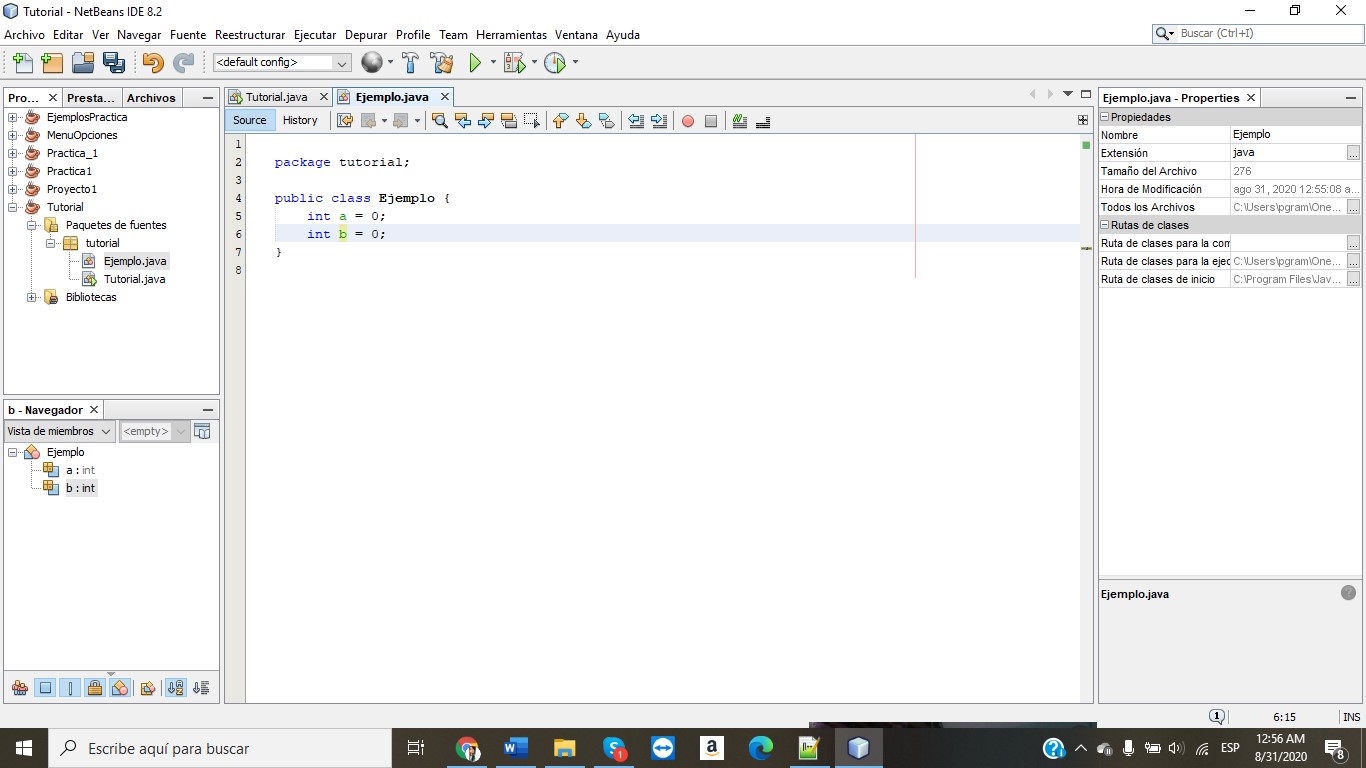 Tutorial - NetBeans IDE 8.2
Archivo Editar Ver Navegar Fuente Reestructurar Ejecutar Depurar Profile Team Herramientas Ventana Ayuda
Buscar (Ctrl+I)
<default config>
Pro... Presta... Archivos
EjemplosPractica
MenuOpciones
Practica_1
Practica1
Proyecto1
Tutorial
Paquetes de fuentes
tutorial
Ejemplo.java
Tutorial.java
Bibliotecas
b - Navegador
Vista de miembros <empty>
Ejemplo
a : int
b : int
Tutorial.java Ejemplo.java
Source History
1
2 package tutorial;
3
4 public class Ejemplo {
5 int a = 0;
6 int b = 0;
7 }
8
Ejemplo.java - Properties
Propiedades
Nombre Ejemplo
Extensión java
Tamaño del Archivo 276
Hora de Modificación ago 31, 2020 12:55:08 a...
Todos los Archivos C:\Users\pgram\One...
Rutas de clases
Ruta de clases para la com
Ruta de clases para la ejec C:\Users\pgram\One...
Ruta de clases de inicio C:\Program Files\Jav...
Ejemplo.java
1 6:15 INS
Escribe aquí para buscar
W
S 1
a
ESP
12:56 AM
8/31/2020
8